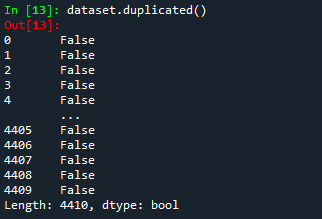 In [13]: dataset.duplicated()
Out[13]:
0       False
1       False
2       False
3       False
4       False
        ...
4405    False
4406    False
4407    False
4408    False
4409    False
Length: 4410, dtype: bool